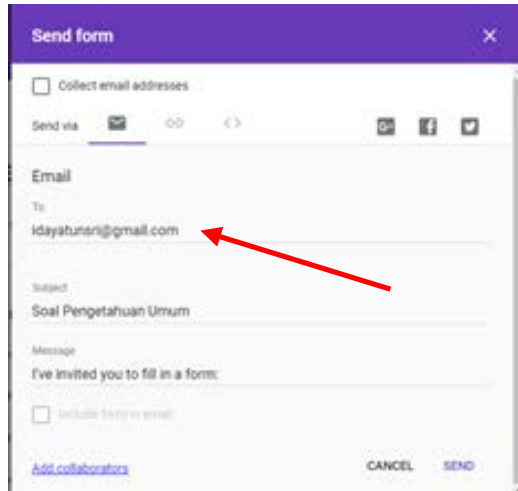 Send form
Collect email addresses
Send via
Email
To
idayatunsri@gmail.com
Subject
Soal Pengetahuan Umum
Message
I've invited you to fill in a form:
Include form in email
Add collaborators
CANCEL SEND